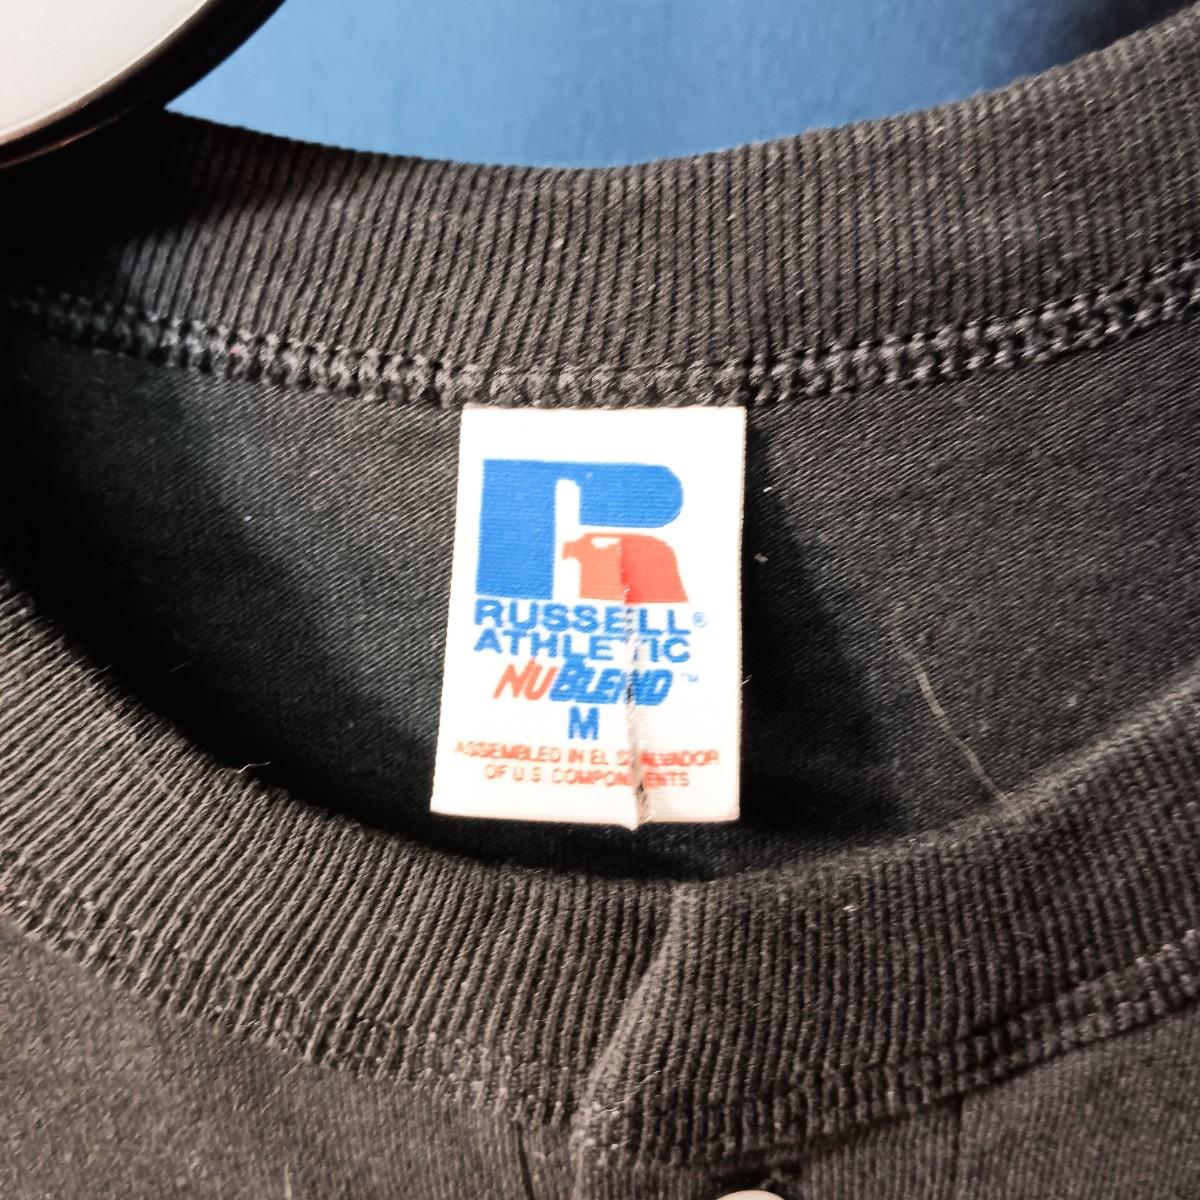 R
RUSSELL®
ATHLETIC
NUBLEND™
M
ASSEMBLED IN EL SALVADOR
OF U.S. COMPONENTS